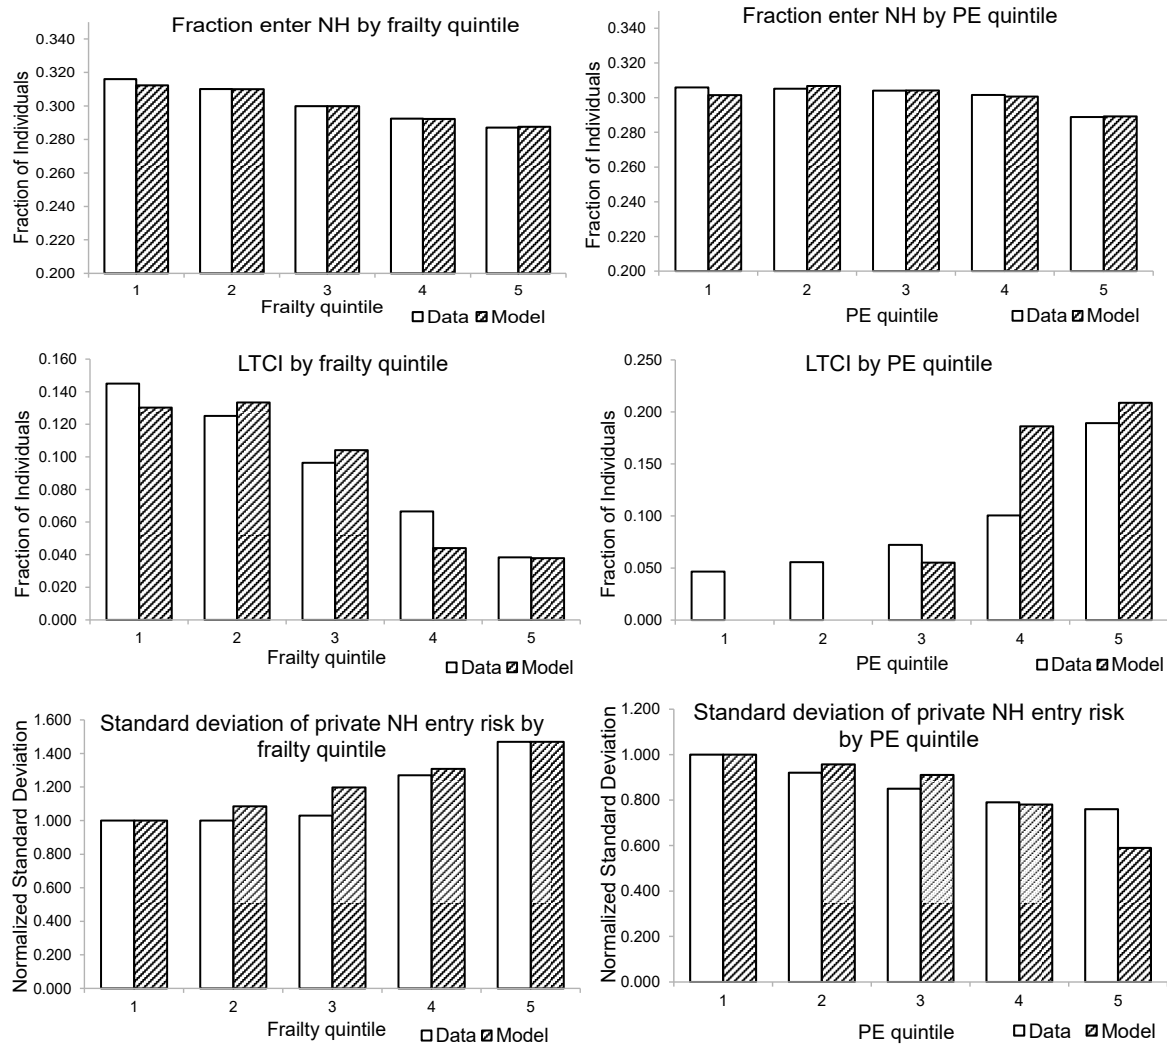 Fraction enter NH by frailty quintile
Fraction of Individuals
0.340
0.320
0.300
0.280
0.260
0.240
0.220
0.200
1 2 3 4 5
Frailty quintile
Data Model
Fraction enter NH by PE quintile
Fraction of Individuals
0.340
0.320
0.300
0.280
0.260
0.240
0.220
0.200
1 2 3 4 5
PE quintile
Data Model
LTCI by frailty quintile
Fraction of Individuals
0.160
0.140
0.120
0.100
0.080
0.060
0.040
0.020
0.000
1 2 3 4 5
Frailty quintile
Data Model
LTCI by PE quintile
Fraction of Individuals
0.250
0.200
0.150
0.100
0.050
0.000
1 2 3 4 5
PE quintile
Data Model
Standard deviation of private NH entry risk by
frailty quintile
Normalized Standard Deviation
1.600
1.400
1.200
1.000
0.800
0.600
0.400
0.200
0.000
1 2 3 4 5
Frailty quintile
Data Model
Standard deviation of private NH entry risk
by PE quintile
Normalized Standard Deviation
1.200
1.000
0.800
0.600
0.400
0.200
0.000
1 2 3 4 5
PE quintile
Data Model